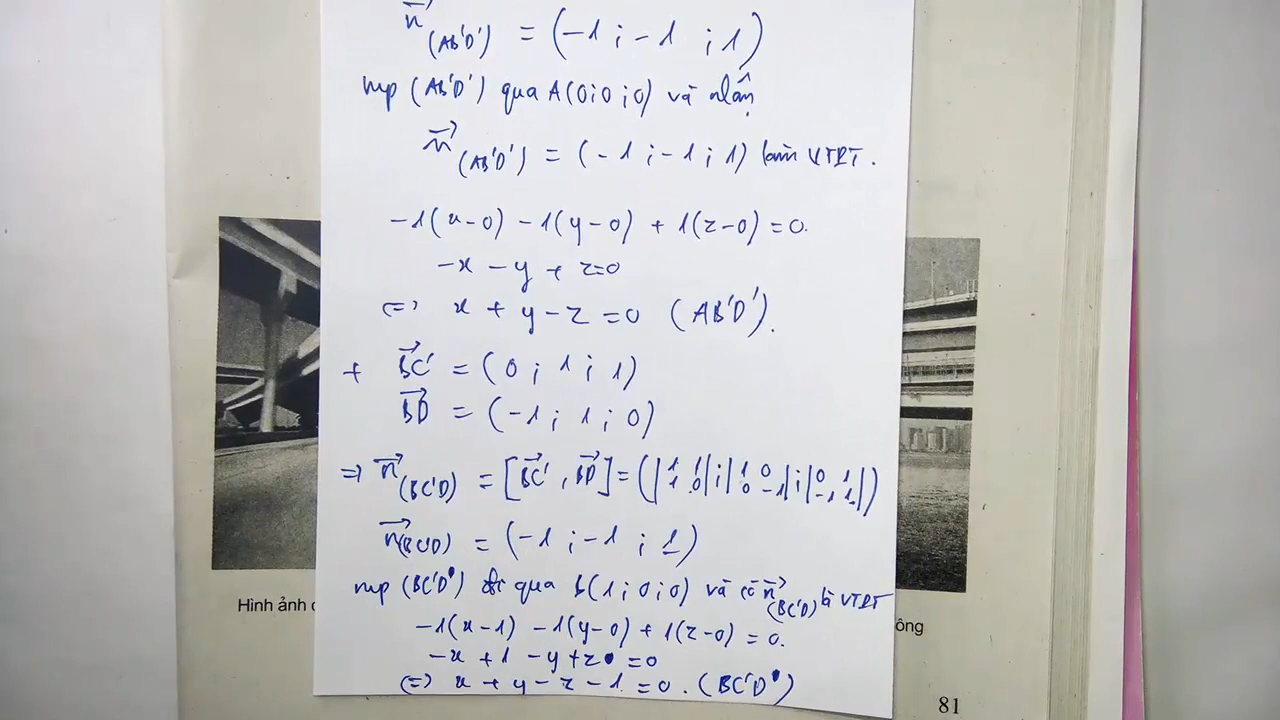 n⃗(AB'D') = (-1; -1 ; 1)
mp (AB'D') qua A(0;0;0) và nhận
n⃗(AB'D') = (-1; -1; 1) làm VTPT.
-1(x-0) -1(y-0) + 1(z-0) = 0.
-x - y + z=0
<=> x + y - z = 0 (AB'D').
+ BC'⃗ = (0; 1; 1)
BD⃗ = (-1; 1; 0)
=> n⃗(BC'D) = [BC'⃗, BD⃗] = (|1 1 / 1 0|; |1 0 / 0 -1|; |0 1 / -1 1|)
n⃗(BC'D) = (-1; -1; 1)
mp (BC'D) đi qua B(1;0;0) và có n⃗(BC'D) là VTPT
-1(x-1) -1(y-0) + 1(z-0) = 0.
-x + 1 - y + z = 0
<=> x + y - z - 1 = 0. (BC'D)
Hình ảnh
ông
81